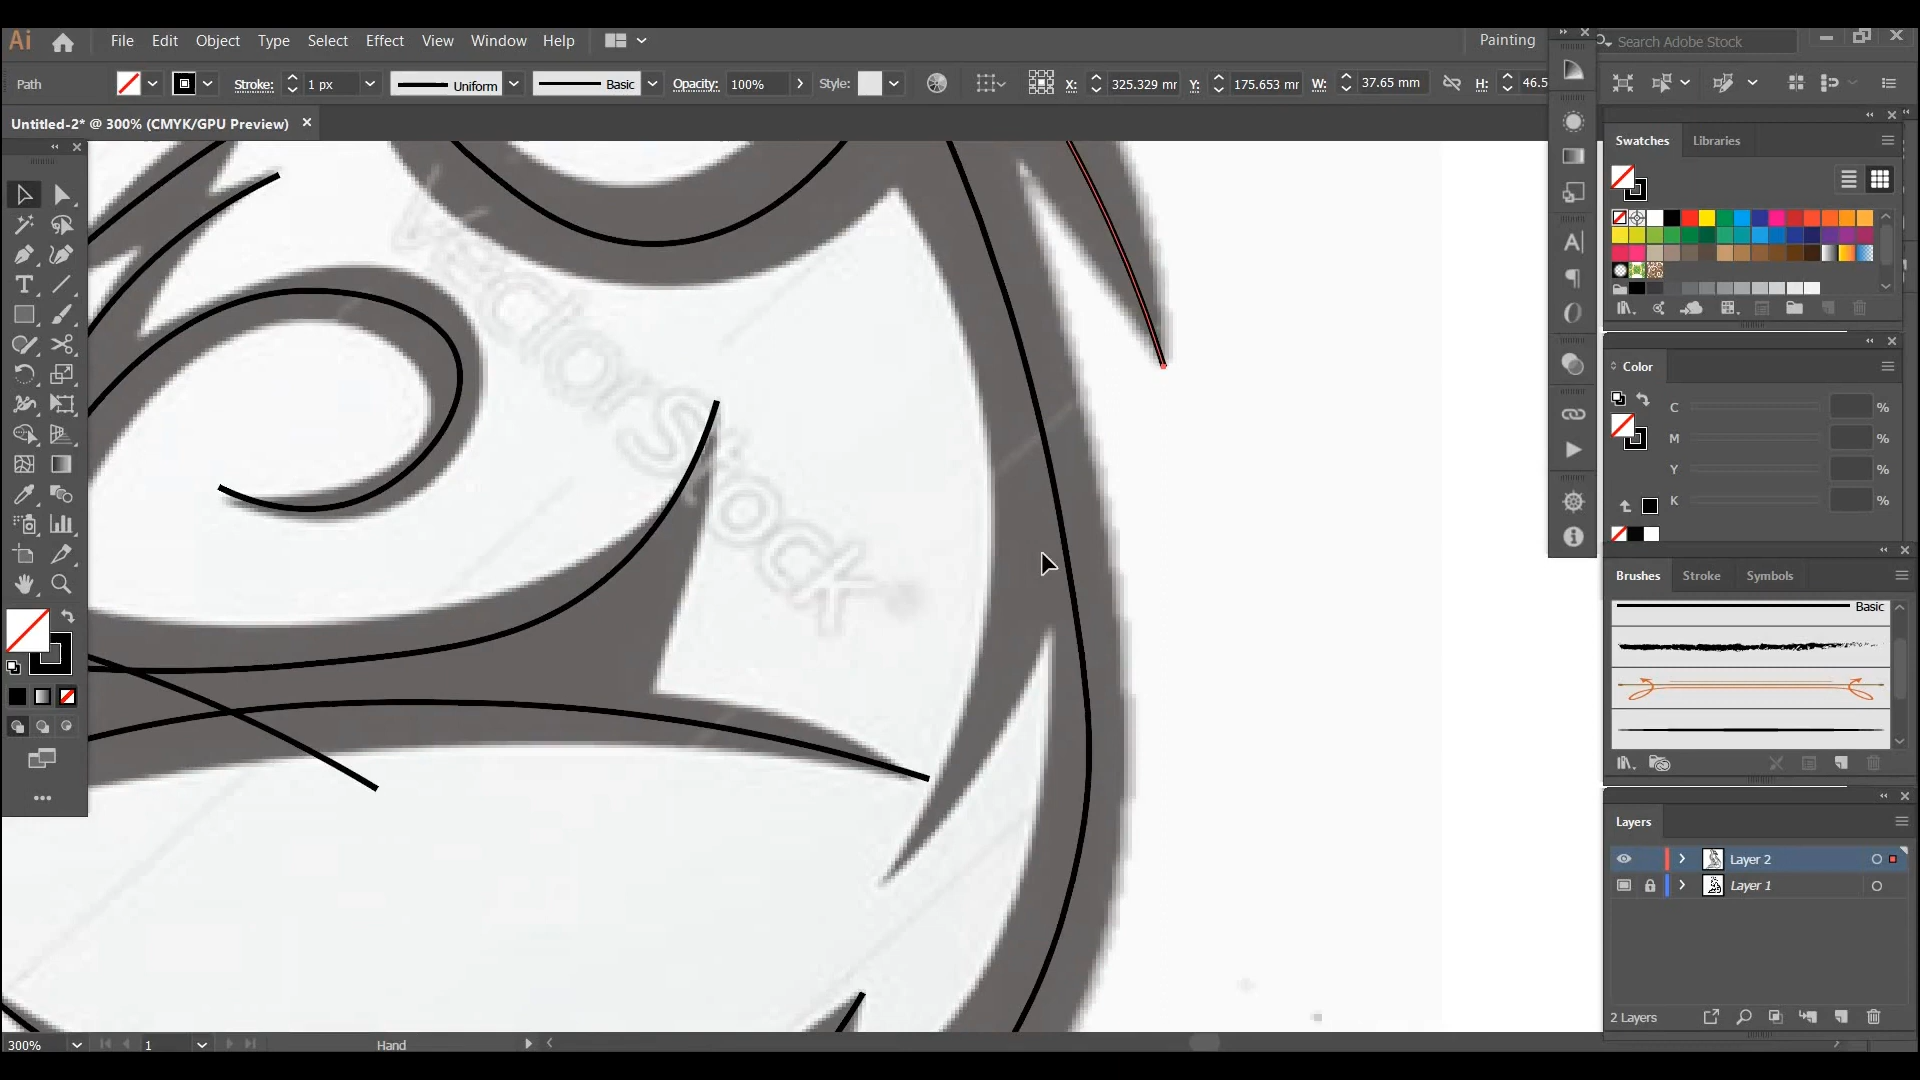 Ai File Edit Object Type Select Effect View Window Help Painting Search Adobe Stock
Path Stroke: 1 px Uniform Basic Opacity: 100% Style: X: 325.329 mr Y: 175.653 mr W: 37.65 mm H: 46.5
Untitled-2* @ 300% (CMYK/GPU Preview)
Swatches Libraries
Color
C %
M %
Y %
K %
Brushes Stroke Symbols
Basic
Layers
Layer 2
Layer 1
2 Layers
VectorStock®
300% 1 Hand